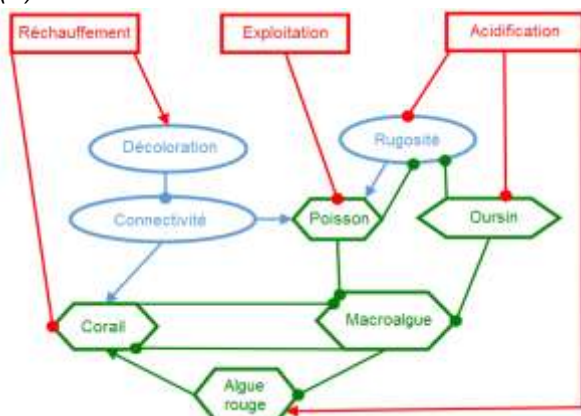 Réchauffement
Exploitation
Acidification
Décoloration
Rugosité
Connectivité
Poisson
Oursin
Corail
Macroalgue
Algue
rouge